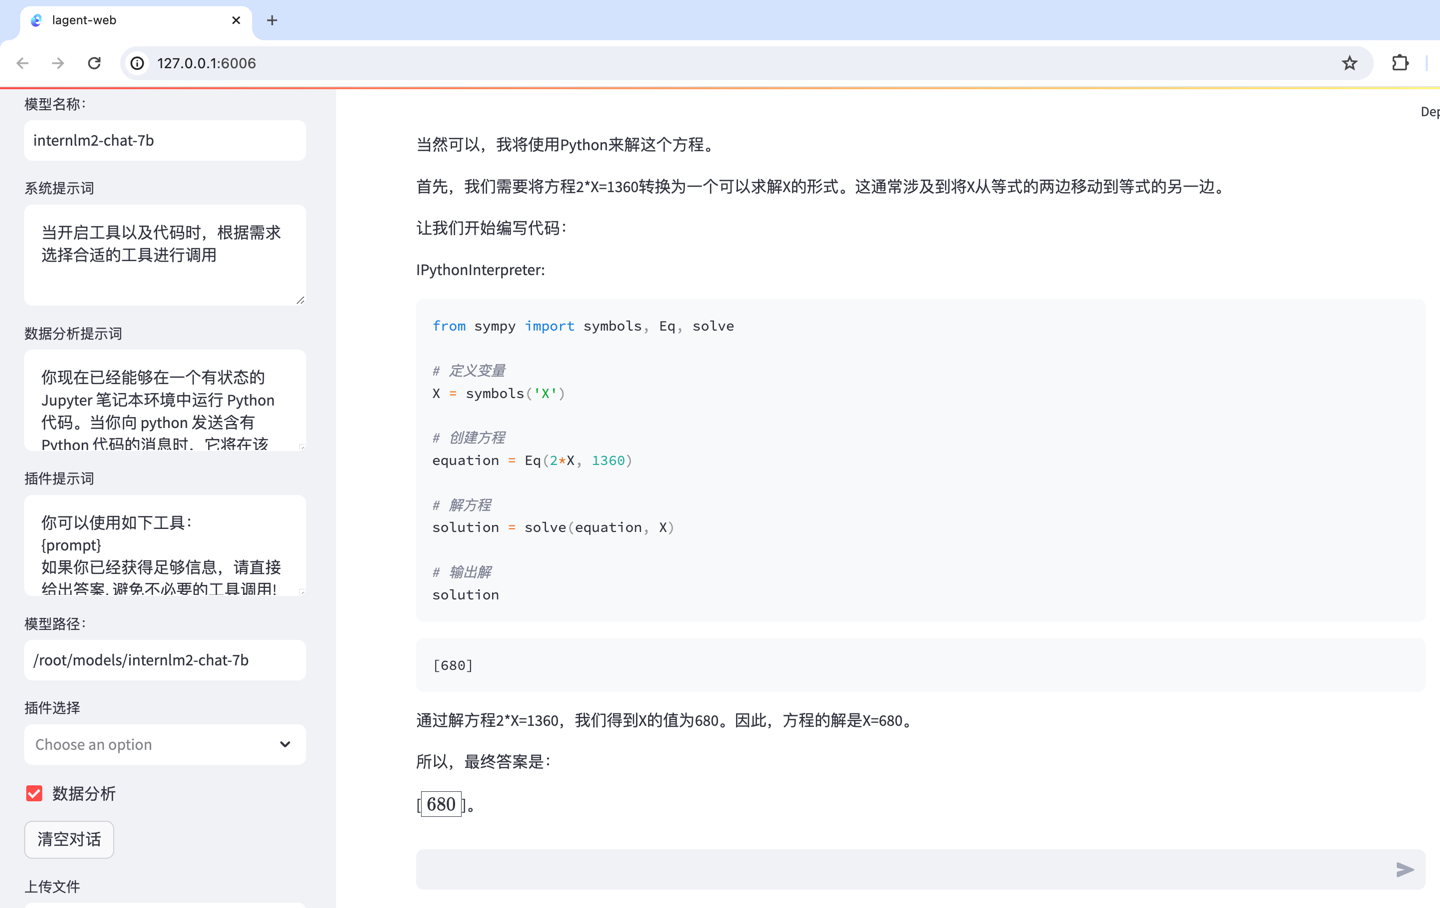 lagent-web
127.0.0.1:6006
模型名称：
internlm2-chat-7b
系统提示词
当开启工具以及代码时，根据需求
选择合适的工具进行调用
数据分析提示词
你现在已经能够在一个有状态的
Jupyter 笔记本环境中运行 Python
代码。当你向 python 发送含有
Python 代码的消息时，它将在该
插件提示词
你可以使用如下工具：
{prompt}
如果你已经获得足够信息，请直接
给出答案. 避免不必要的工具调用!
模型路径：
/root/models/internlm2-chat-7b
插件选择
Choose an option
数据分析
清空对话
上传文件
Dep
当然可以，我将使用Python来解这个方程。
首先，我们需要将方程2*X=1360转换为一个可以求解X的形式。这通常涉及到将X从等式的两边移动到等式的另一边。
让我们开始编写代码：
IPythonInterpreter:
from sympy import symbols, Eq, solve
# 定义变量
X = symbols('X')
# 创建方程
equation = Eq(2*X, 1360)
# 解方程
solution = solve(equation, X)
# 输出解
solution
[680]
通过解方程2*X=1360，我们得到X的值为680。因此，方程的解是X=680。
所以，最终答案是：
[680]。